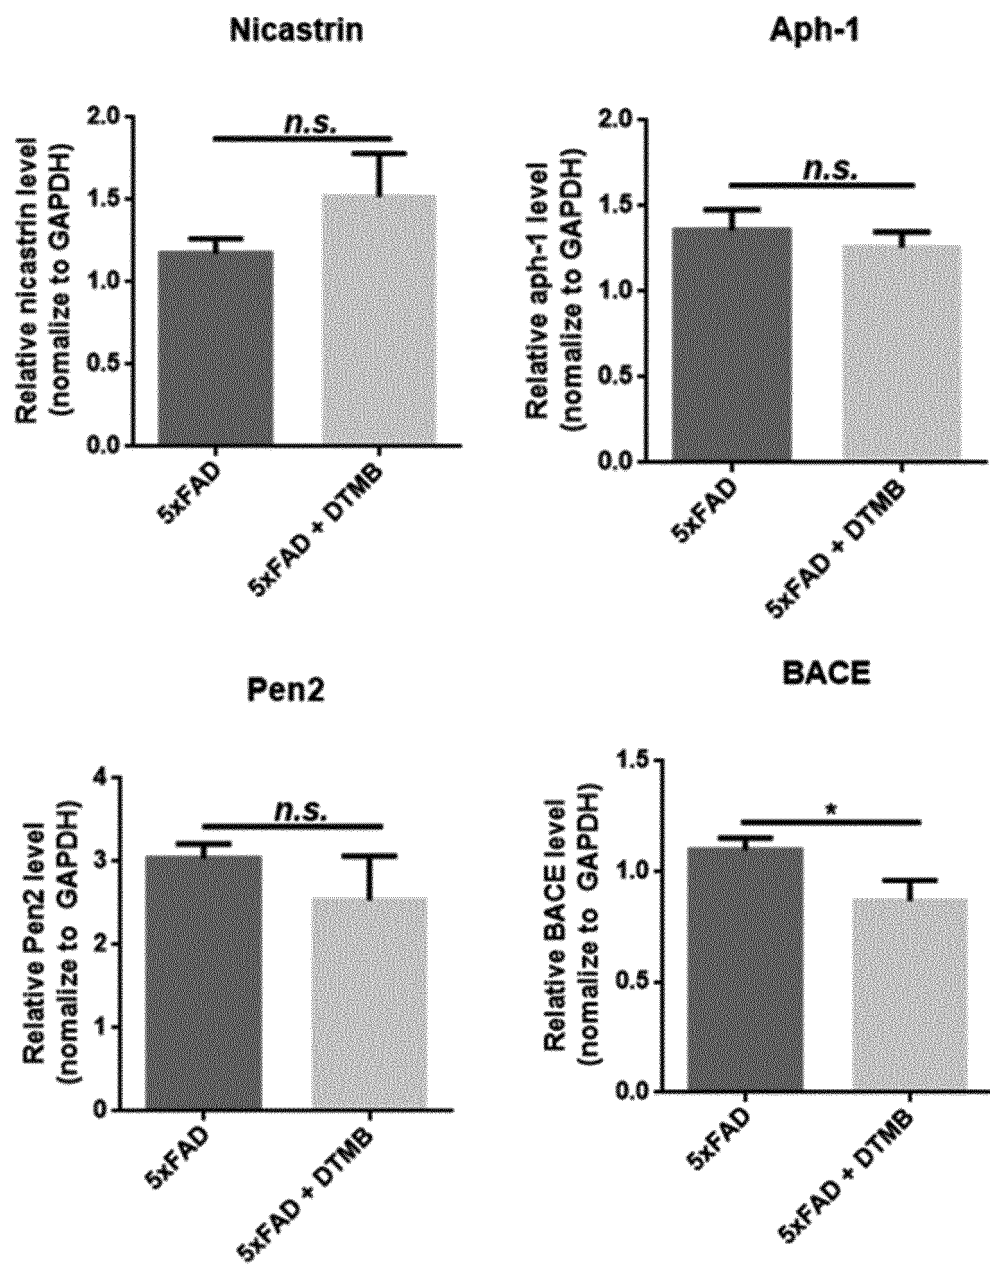 Nicastrin
Relative nicastrin level
(nomalize to GAPDH)
2.0
1.5
1.0
0.5
0.0
n.s.
5xFAD
5xFAD + DTMB
Aph-1
Relative aph-1 level
(nomalize to GAPDH)
2.0
1.5
1.0
0.5
0.0
n.s.
5xFAD
5xFAD + DTMB
Pen2
Relative Pen2 level
(nomalize to GAPDH)
4
3
2
1
0
n.s.
5xFAD
5xFAD + DTMB
BACE
Relative BACE level
(nomalize to GAPDH)
1.5
1.0
0.5
0.0
*
5xFAD
5xFAD + DTMB